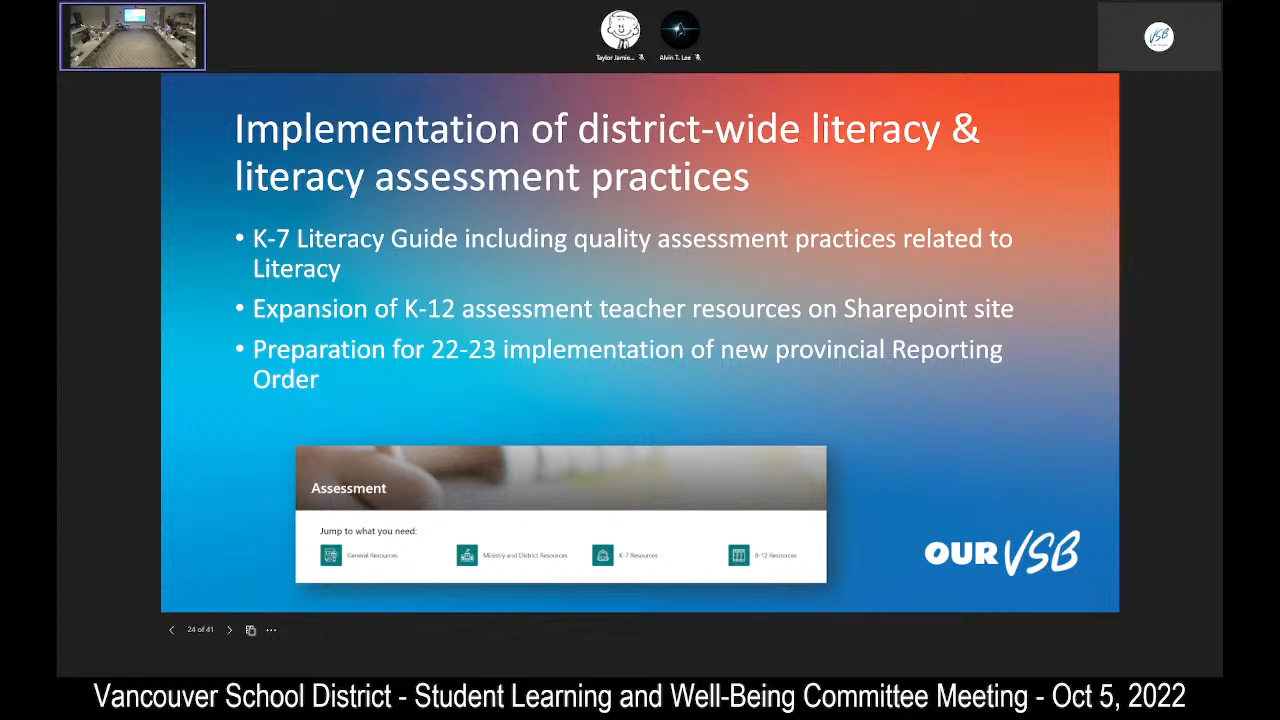 Taylor Jamie...
Alvin T. Lee
VSB
Implementation of district-wide literacy &
literacy assessment practices
• K-7 Literacy Guide including quality assessment practices related to
Literacy
• Expansion of K-12 assessment teacher resources on Sharepoint site
• Preparation for 22-23 implementation of new provincial Reporting
Order
Assessment
Jump to what you need:
General Resources
Ministry and District Resources
K-7 Resources
8-12 Resources
OUR VSB
24 of 41
Vancouver School District - Student Learning and Well-Being Committee Meeting - Oct 5, 2022